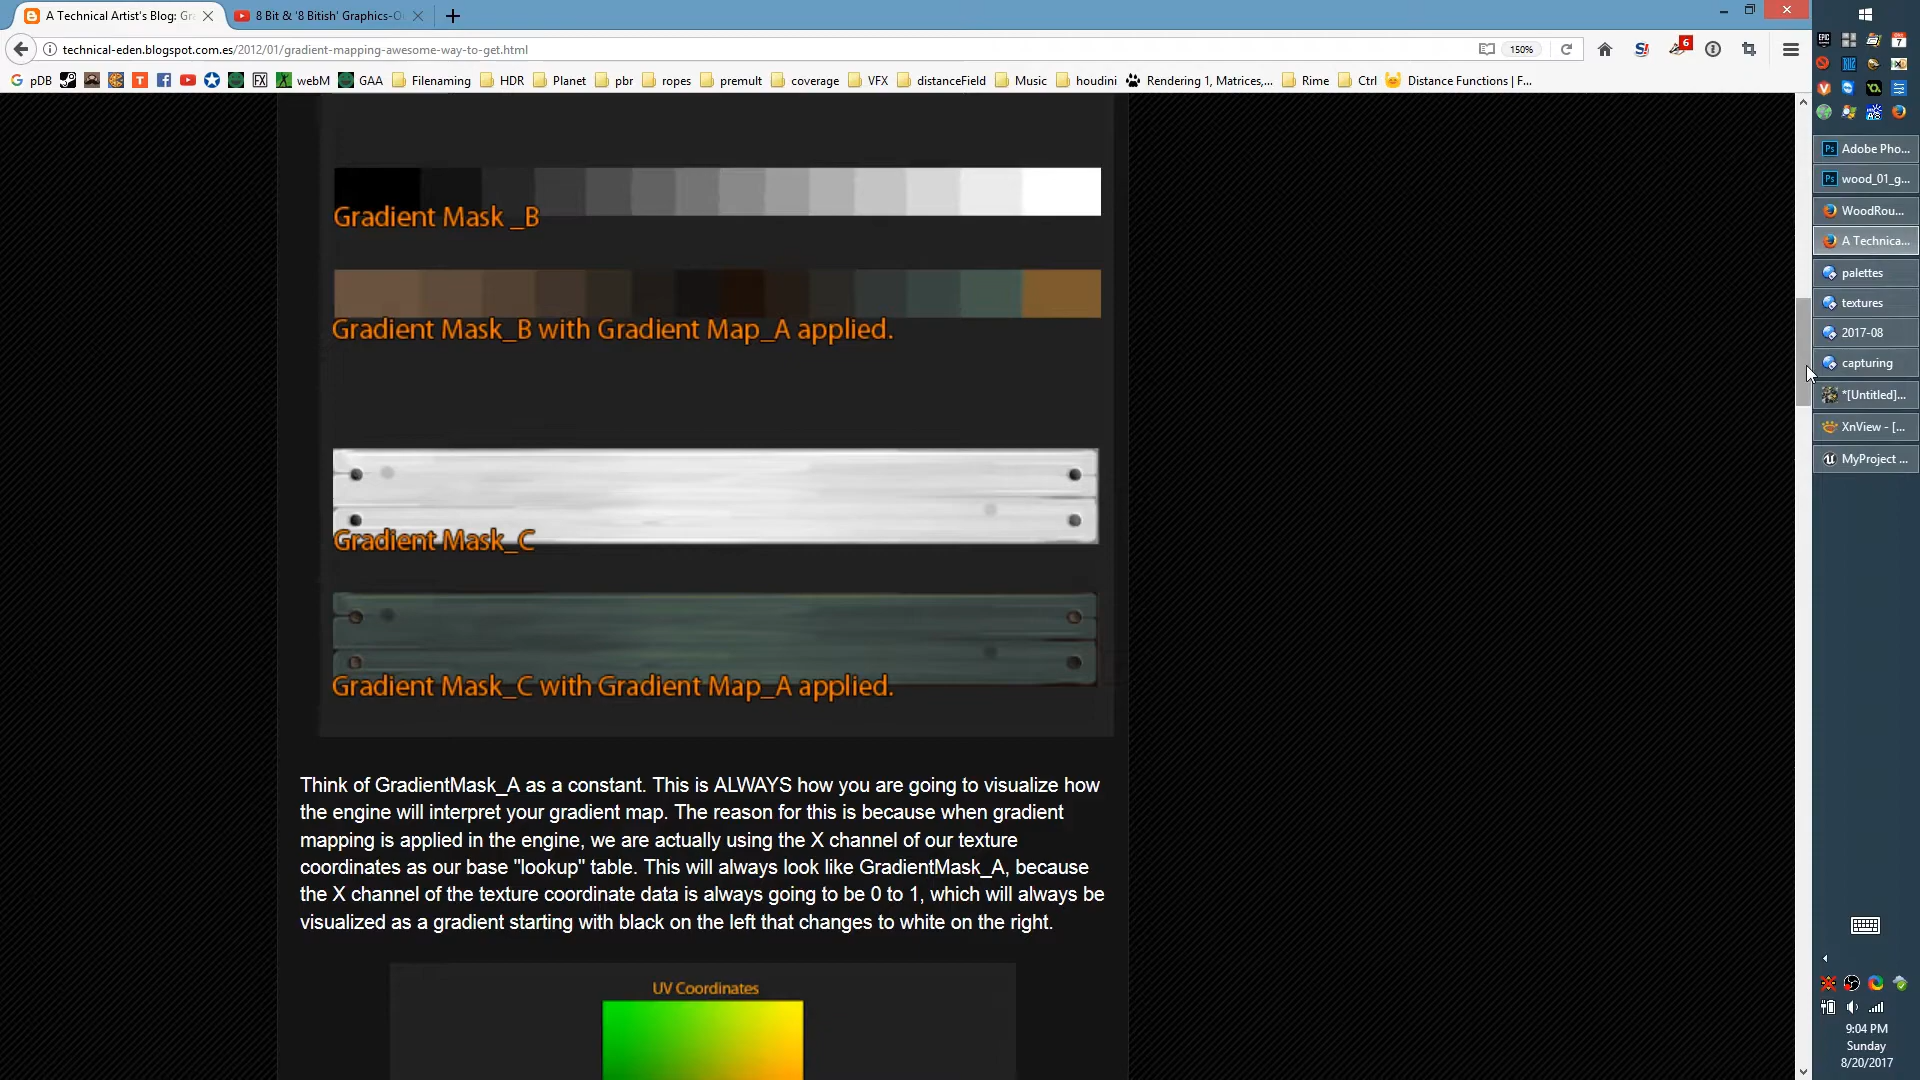 A Technical Artist's Blog: Gr
8 Bit & '8 Bitish' Graphics-O
technical-eden.blogspot.com.es/2012/01/gradient-mapping-awesome-way-to-get.html
150%
6
pDB
FX
webM
GAA
Filenaming
HDR
Planet
pbr
ropes
premult
coverage
VFX
distanceField
Music
houdini
Rendering 1, Matrices,...
Rime
Ctrl
Distance Functions | F...
Gradient Mask _B
Gradient Mask_B with Gradient Map_A applied.
Gradient Mask_C
Gradient Mask_C with Gradient Map_A applied.
Think of GradientMask_A as a constant. This is ALWAYS how you are going to visualize how
the engine will interpret your gradient map. The reason for this is because when gradient
mapping is applied in the engine, we are actually using the X channel of our texture
coordinates as our base "lookup" table. This will always look like GradientMask_A, because
the X channel of the texture coordinate data is always going to be 0 to 1, which will always be
visualized as a gradient starting with black on the left that changes to white on the right.
UV Coordinates
Adobe Pho...
wood_01_g...
WoodRou...
A Technica...
palettes
textures
2017-08
capturing
*[Untitled]...
XnView - [...
MyProject ...
9:04 PM
Sunday
8/20/2017